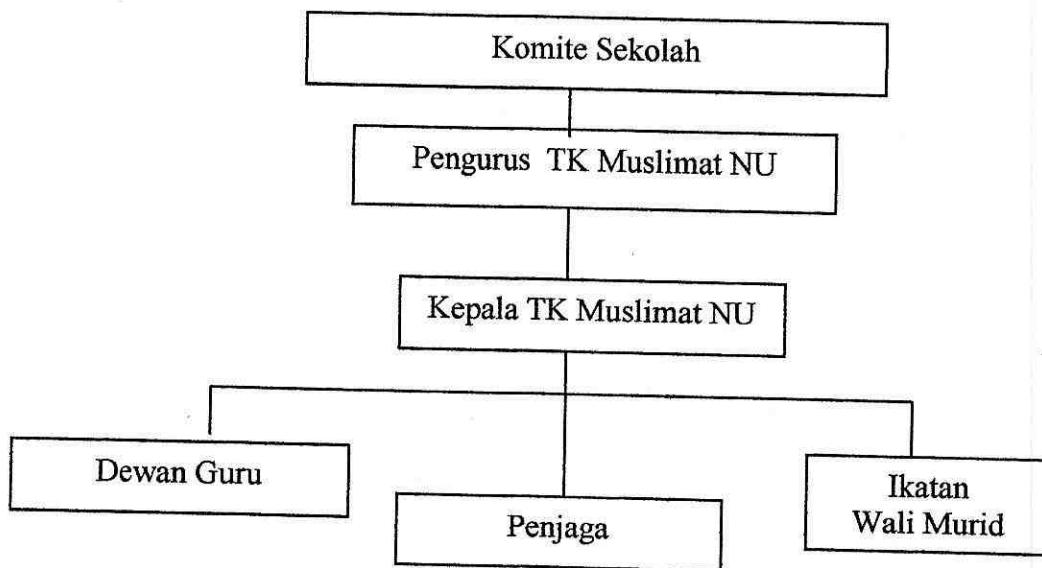 Komite Sekolah
Pengurus TK Muslimat NU
Kepala TK Muslimat NU
Dewan Guru
Penjaga
Ikatan
Wali Murid